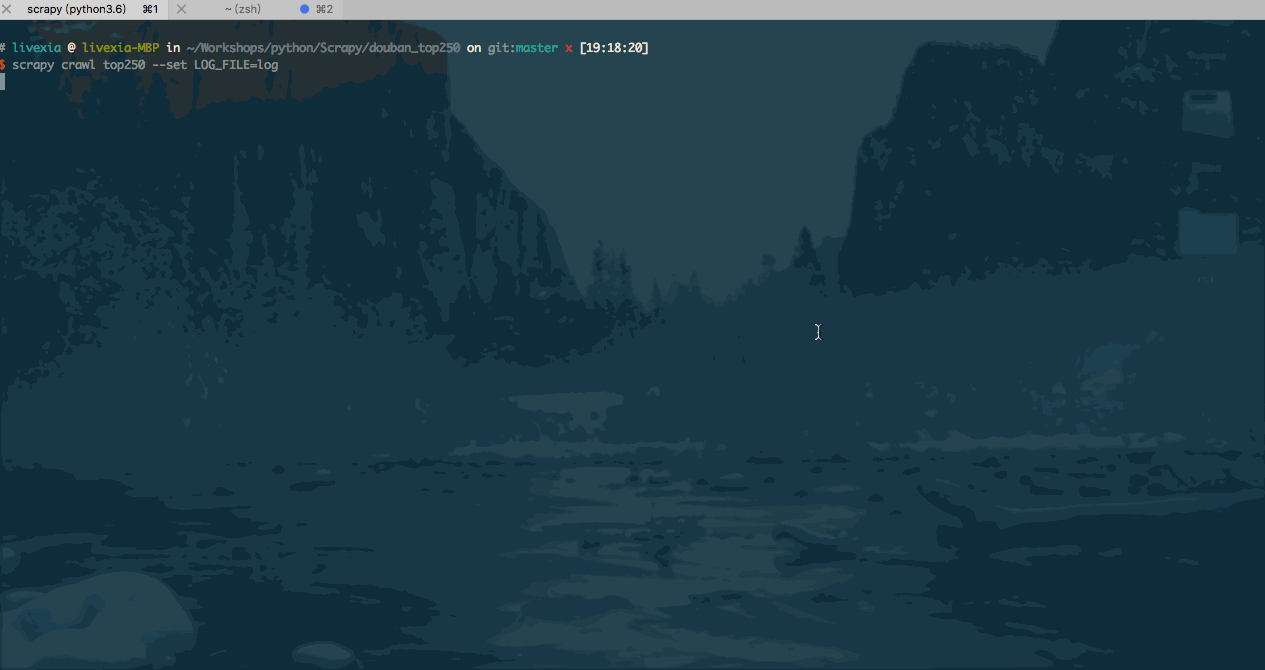 scrapy (python3.6) ⌘1 ~ (zsh) ⌘2
# livexia @ livexia-MBP in ~/Workshops/python/Scrapy/douban_top250 on git:master x [19:18:20]
$ scrapy crawl top250 --set LOG_FILE=log